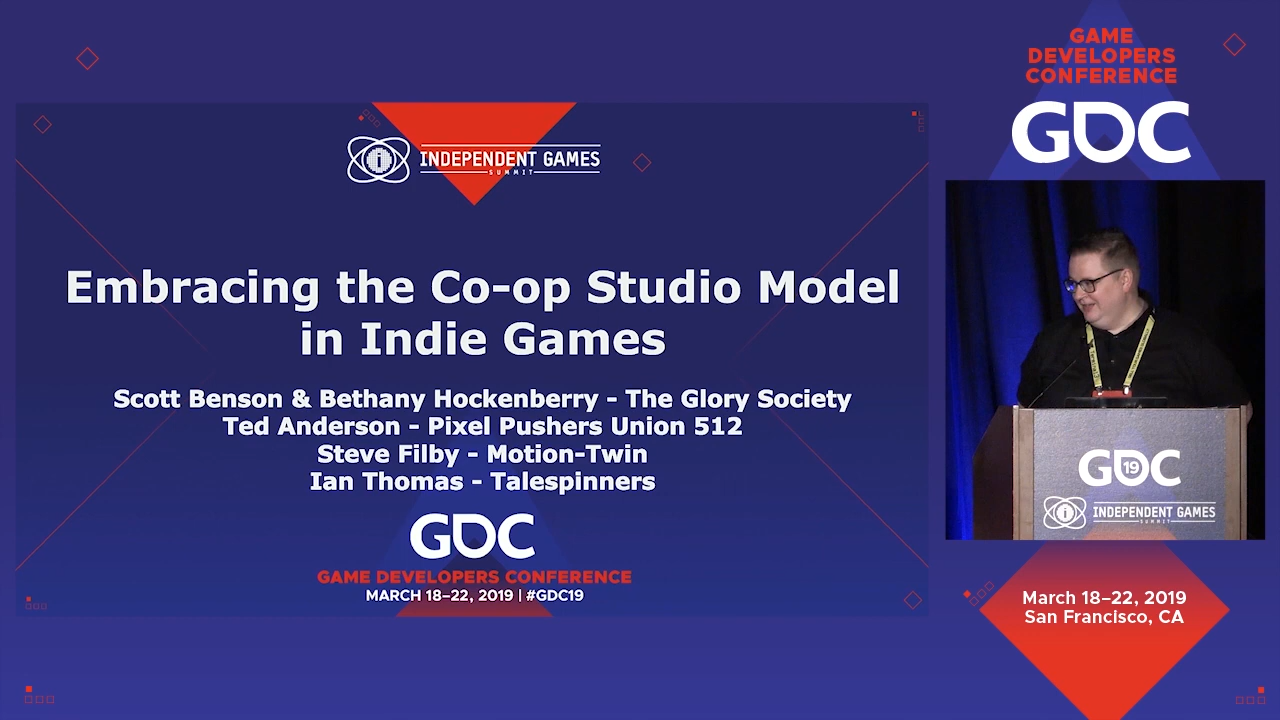 INDEPENDENT GAMES
SUMMIT
Embracing the Co-op Studio Model
in Indie Games
Scott Benson & Bethany Hockenberry - The Glory Society
Ted Anderson - Pixel Pushers Union 512
Steve Filby - Motion-Twin
Ian Thomas - Talespinners
GDC
GAME DEVELOPERS CONFERENCE
MARCH 18–22, 2019 | #GDC19
GAME
DEVELOPERS
CONFERENCE
GDC
GDC
19
INDEPENDENT GAMES
SUMMIT
March 18–22, 2019
San Francisco, CA